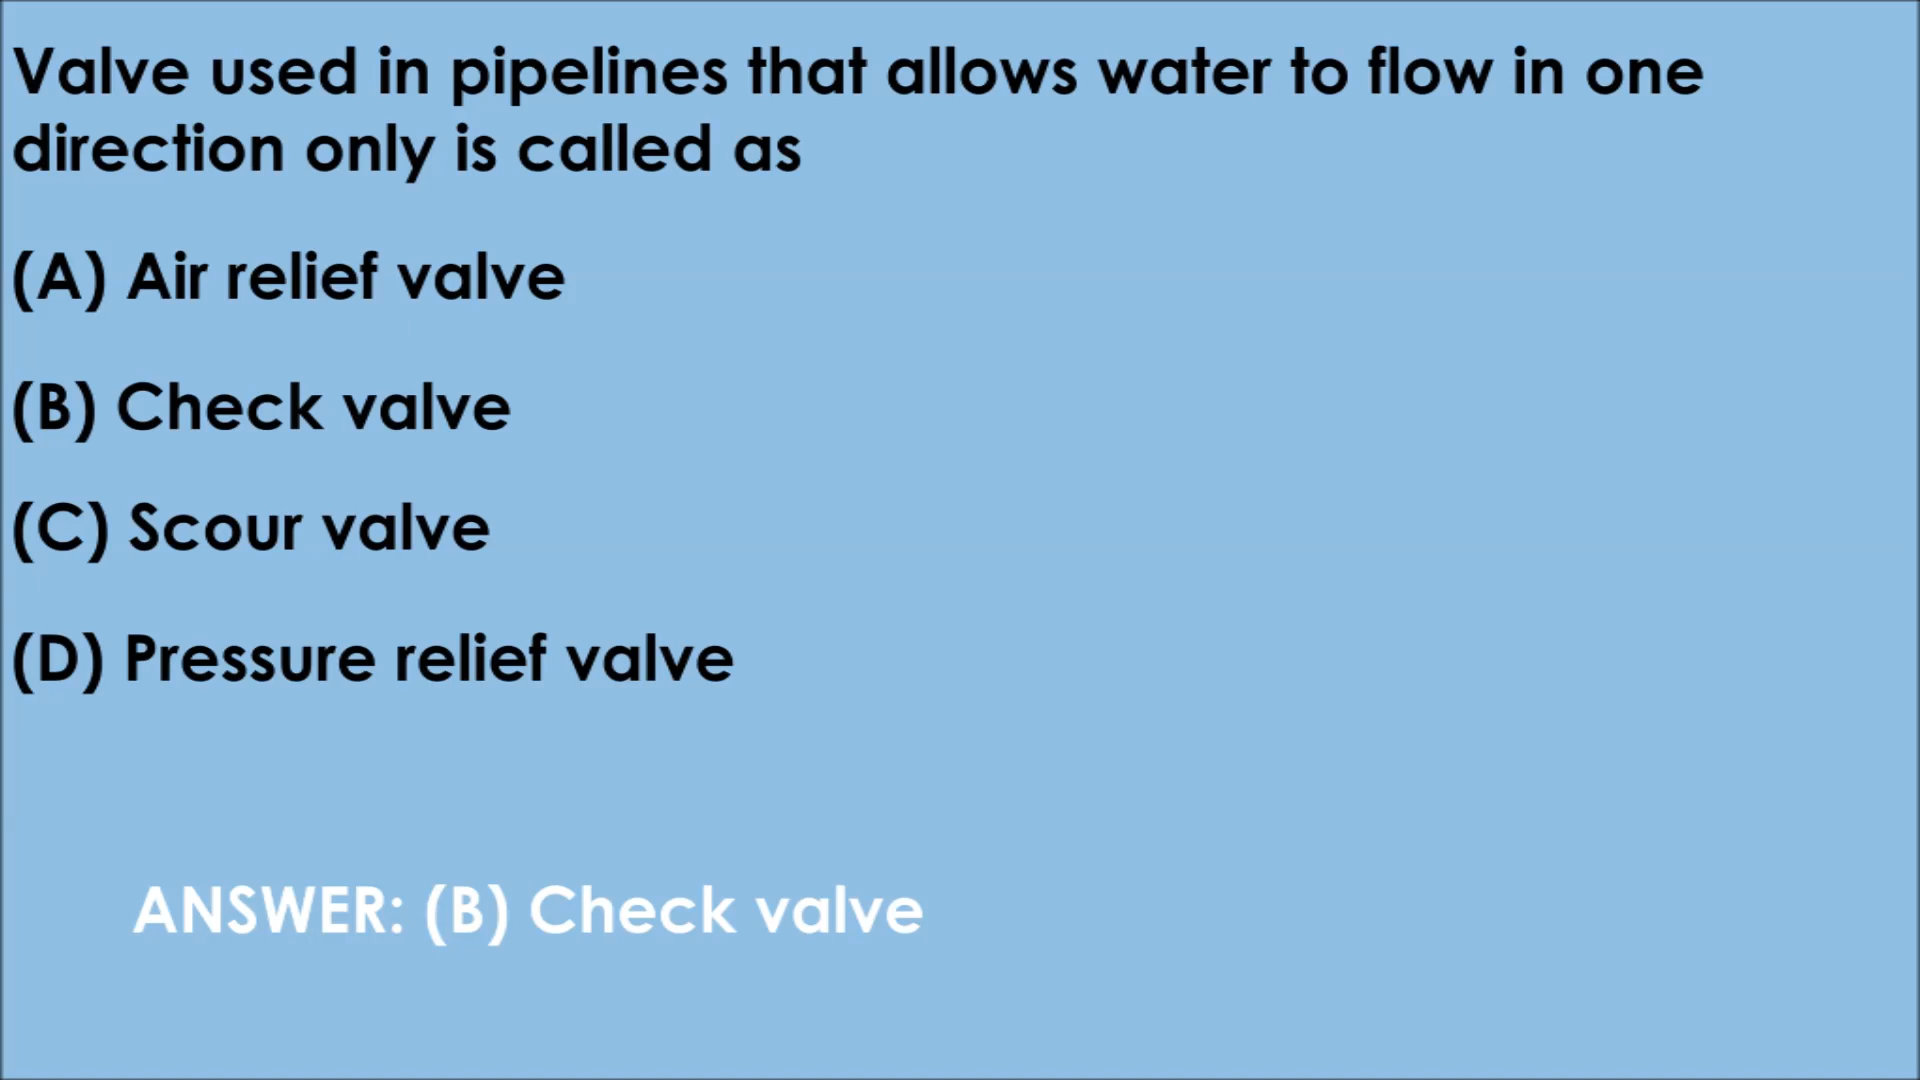 Valve used in pipelines that allows water to flow in one
direction only is called as
(A) Air relief valve
(B) Check valve
(C) Scour valve
(D) Pressure relief valve
ANSWER: (B) Check valve